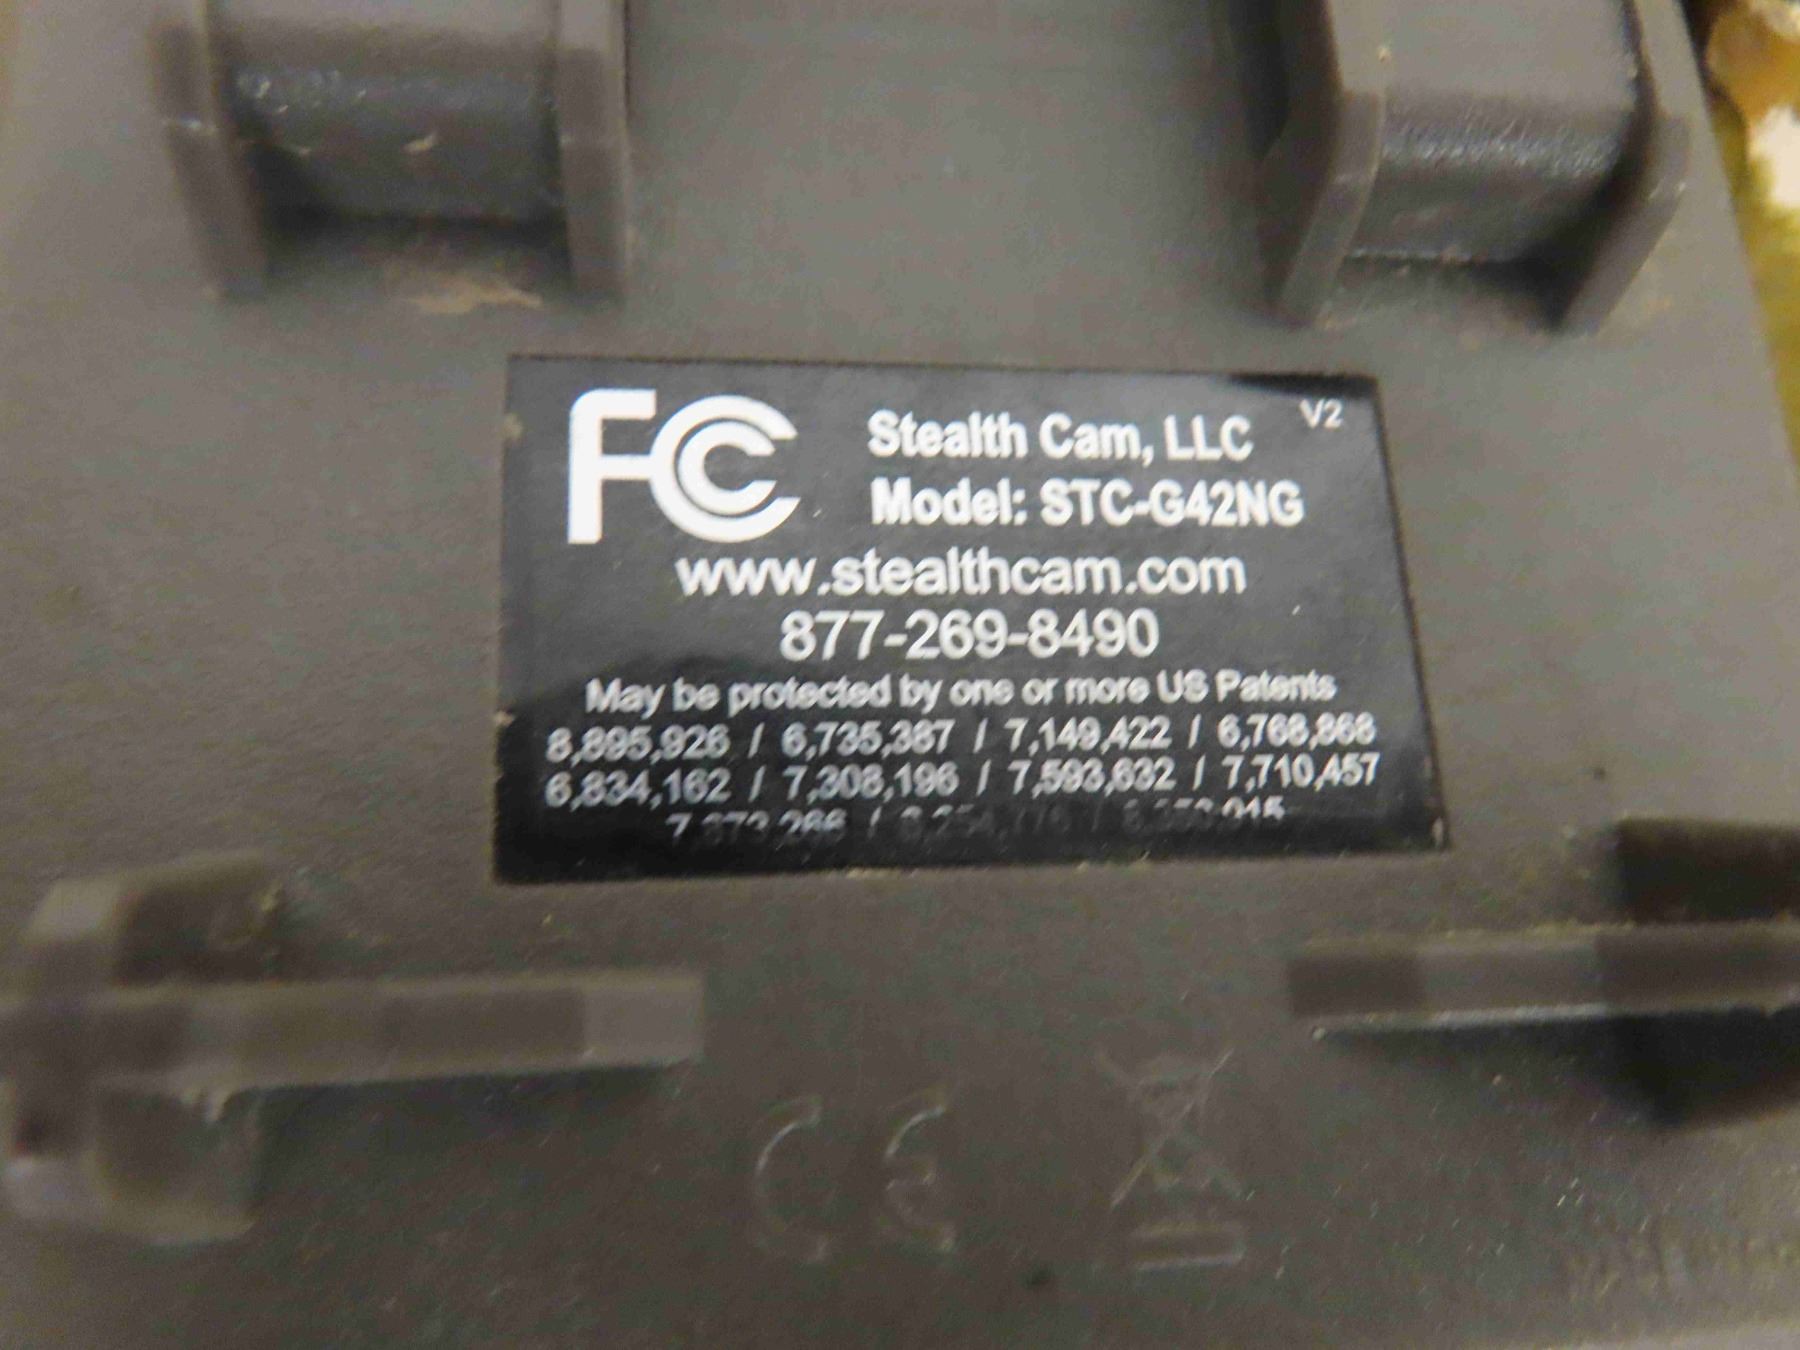 FC
Stealth Cam, LLC
V2
Model: STC-G42NG
www.stealthcam.com
877-269-8490
May be protected by one or more US Patents
8,895,926 / 6,735,387 / 7,149,422 / 6,768,868
6,834,162 / 7,308,196 / 7,593,632 / 7,710,457
CE